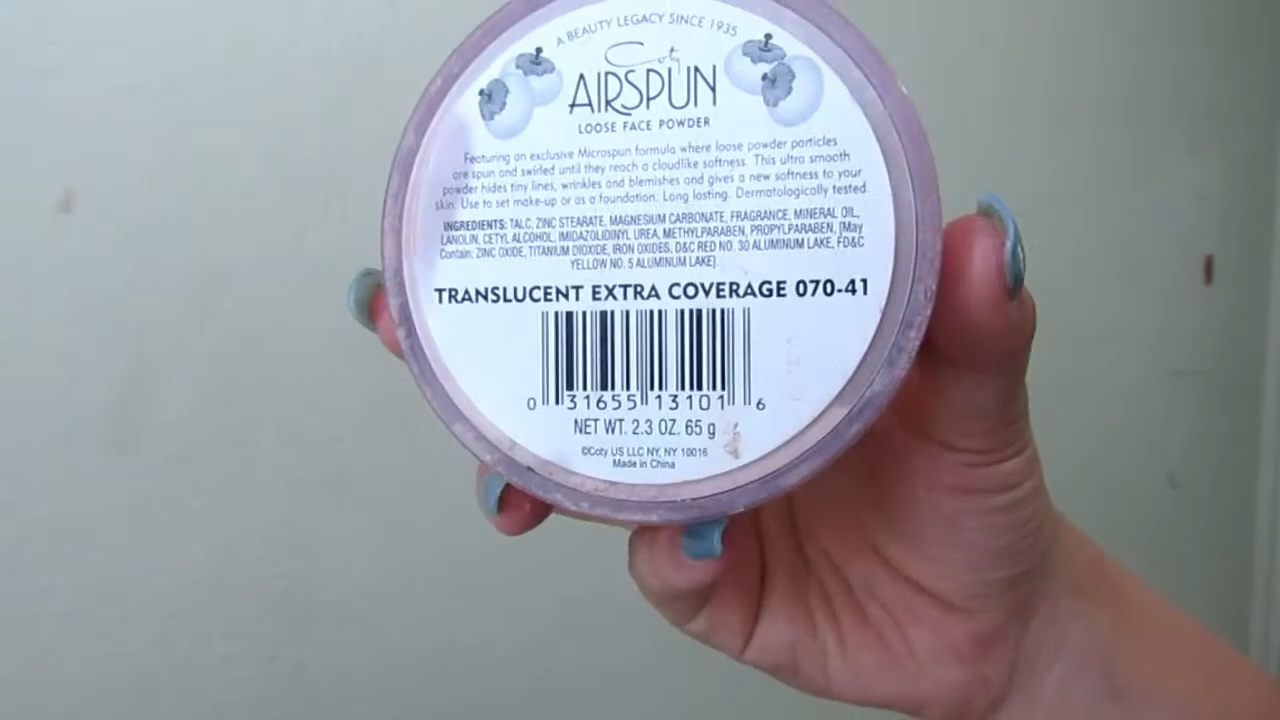 A BEAUTY LEGACY SINCE 1935
Coty
AIRSPUN
LOOSE FACE POWDER
Featuring an exclusive Microspun formula where loose powder particles
are spun and swirled until they reach a cloudlike softness. This ultra smooth
powder hides tiny lines, wrinkles and blemishes and gives a new softness to your
skin. Use to set make-up or as a foundation. Long lasting. Dermatologically tested.
INGREDIENTS: TALC, ZINC STEARATE, MAGNESIUM CARBONATE, FRAGRANCE, MINERAL OIL,
LANOLIN, CETYL ALCOHOL, IMIDAZOLIDINYL UREA, METHYLPARABEN, PROPYLPARABEN, [May
Contain: ZINC OXIDE, TITANIUM DIOXIDE, IRON OXIDES, D&C RED NO. 30 ALUMINUM LAKE, FD&C
YELLOW NO. 5 ALUMINUM LAKE]
TRANSLUCENT EXTRA COVERAGE 070-41
0 31655 13101 6
NET WT. 2.3 OZ. 65 g
©Coty US LLC NY, NY 10016
Made in China